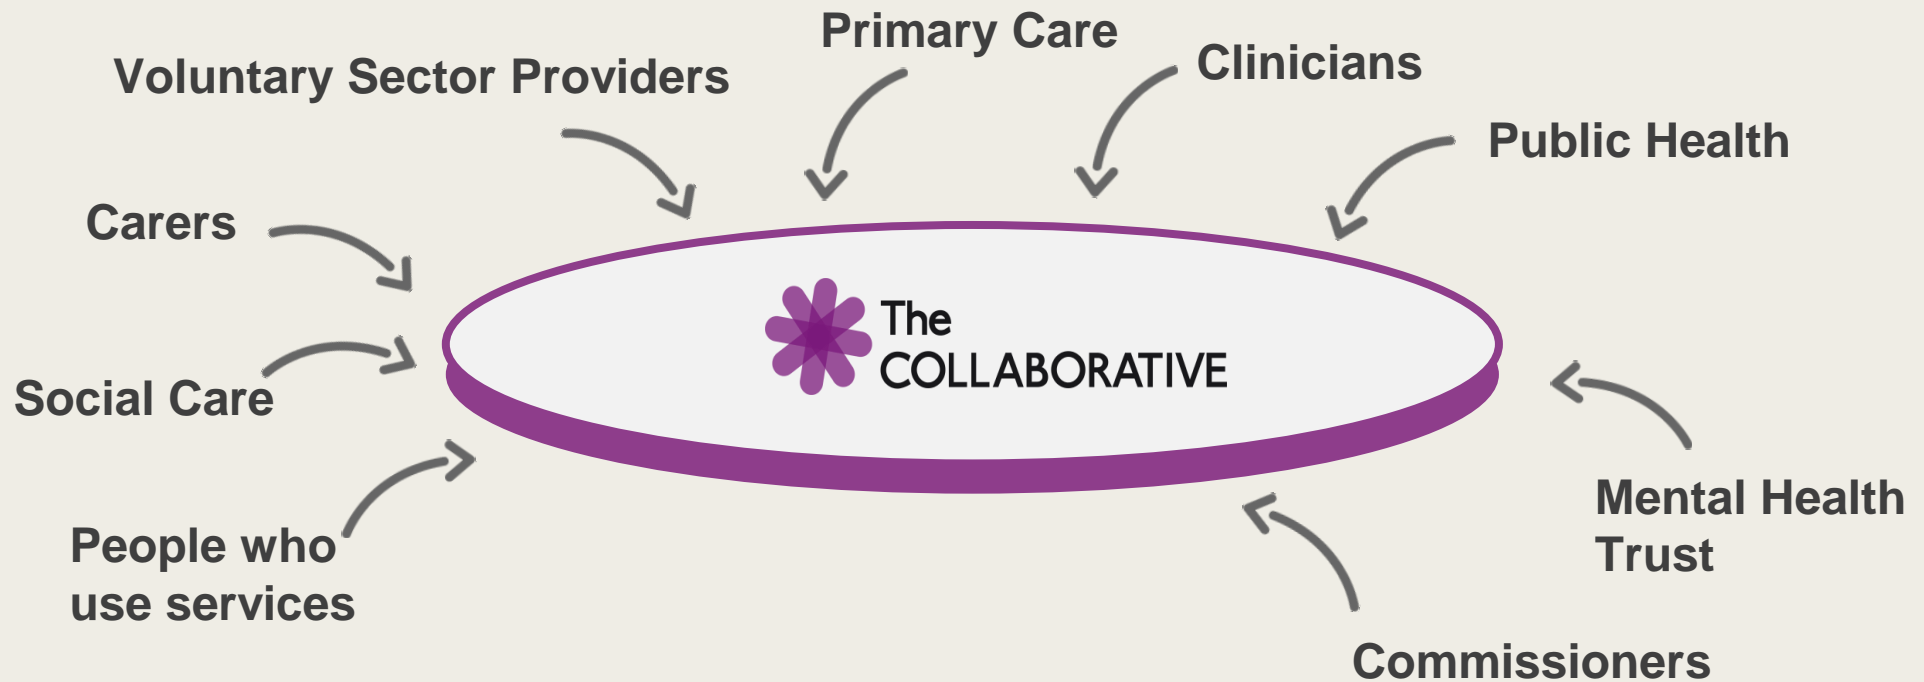 Primary Care
Voluntary Sector Providers
Clinicians
Public Health
Carers
The
COLLABORATIVE
Social Care
Mental Health
Trust
People who
use services
Commissioners